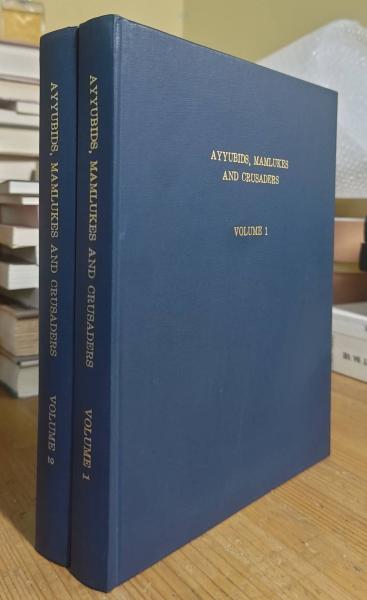 AYYUBIDS, MAMLUKES AND CRUSADERS VOLUME 2
AYYUBIDS, MAMLUKES AND CRUSADERS VOLUME 1
AYYUBIDS, MAMLUKES
AND CRUSADERS
VOLUME 1